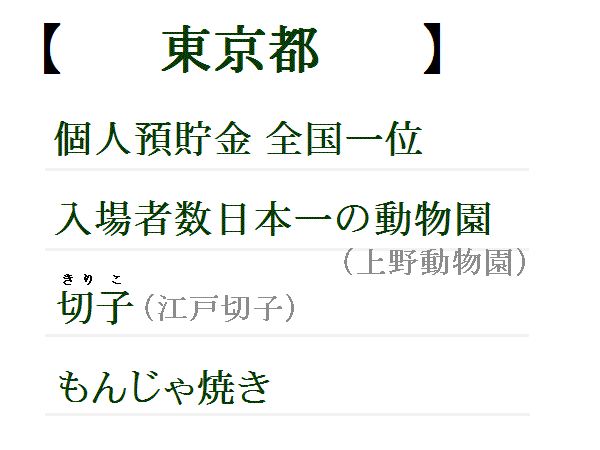 【　東京都　】
個人預貯金 全国一位
入場者数日本一の動物園
（上野動物園）
きりこ
切子（江戸切子）
もんじゃ焼き